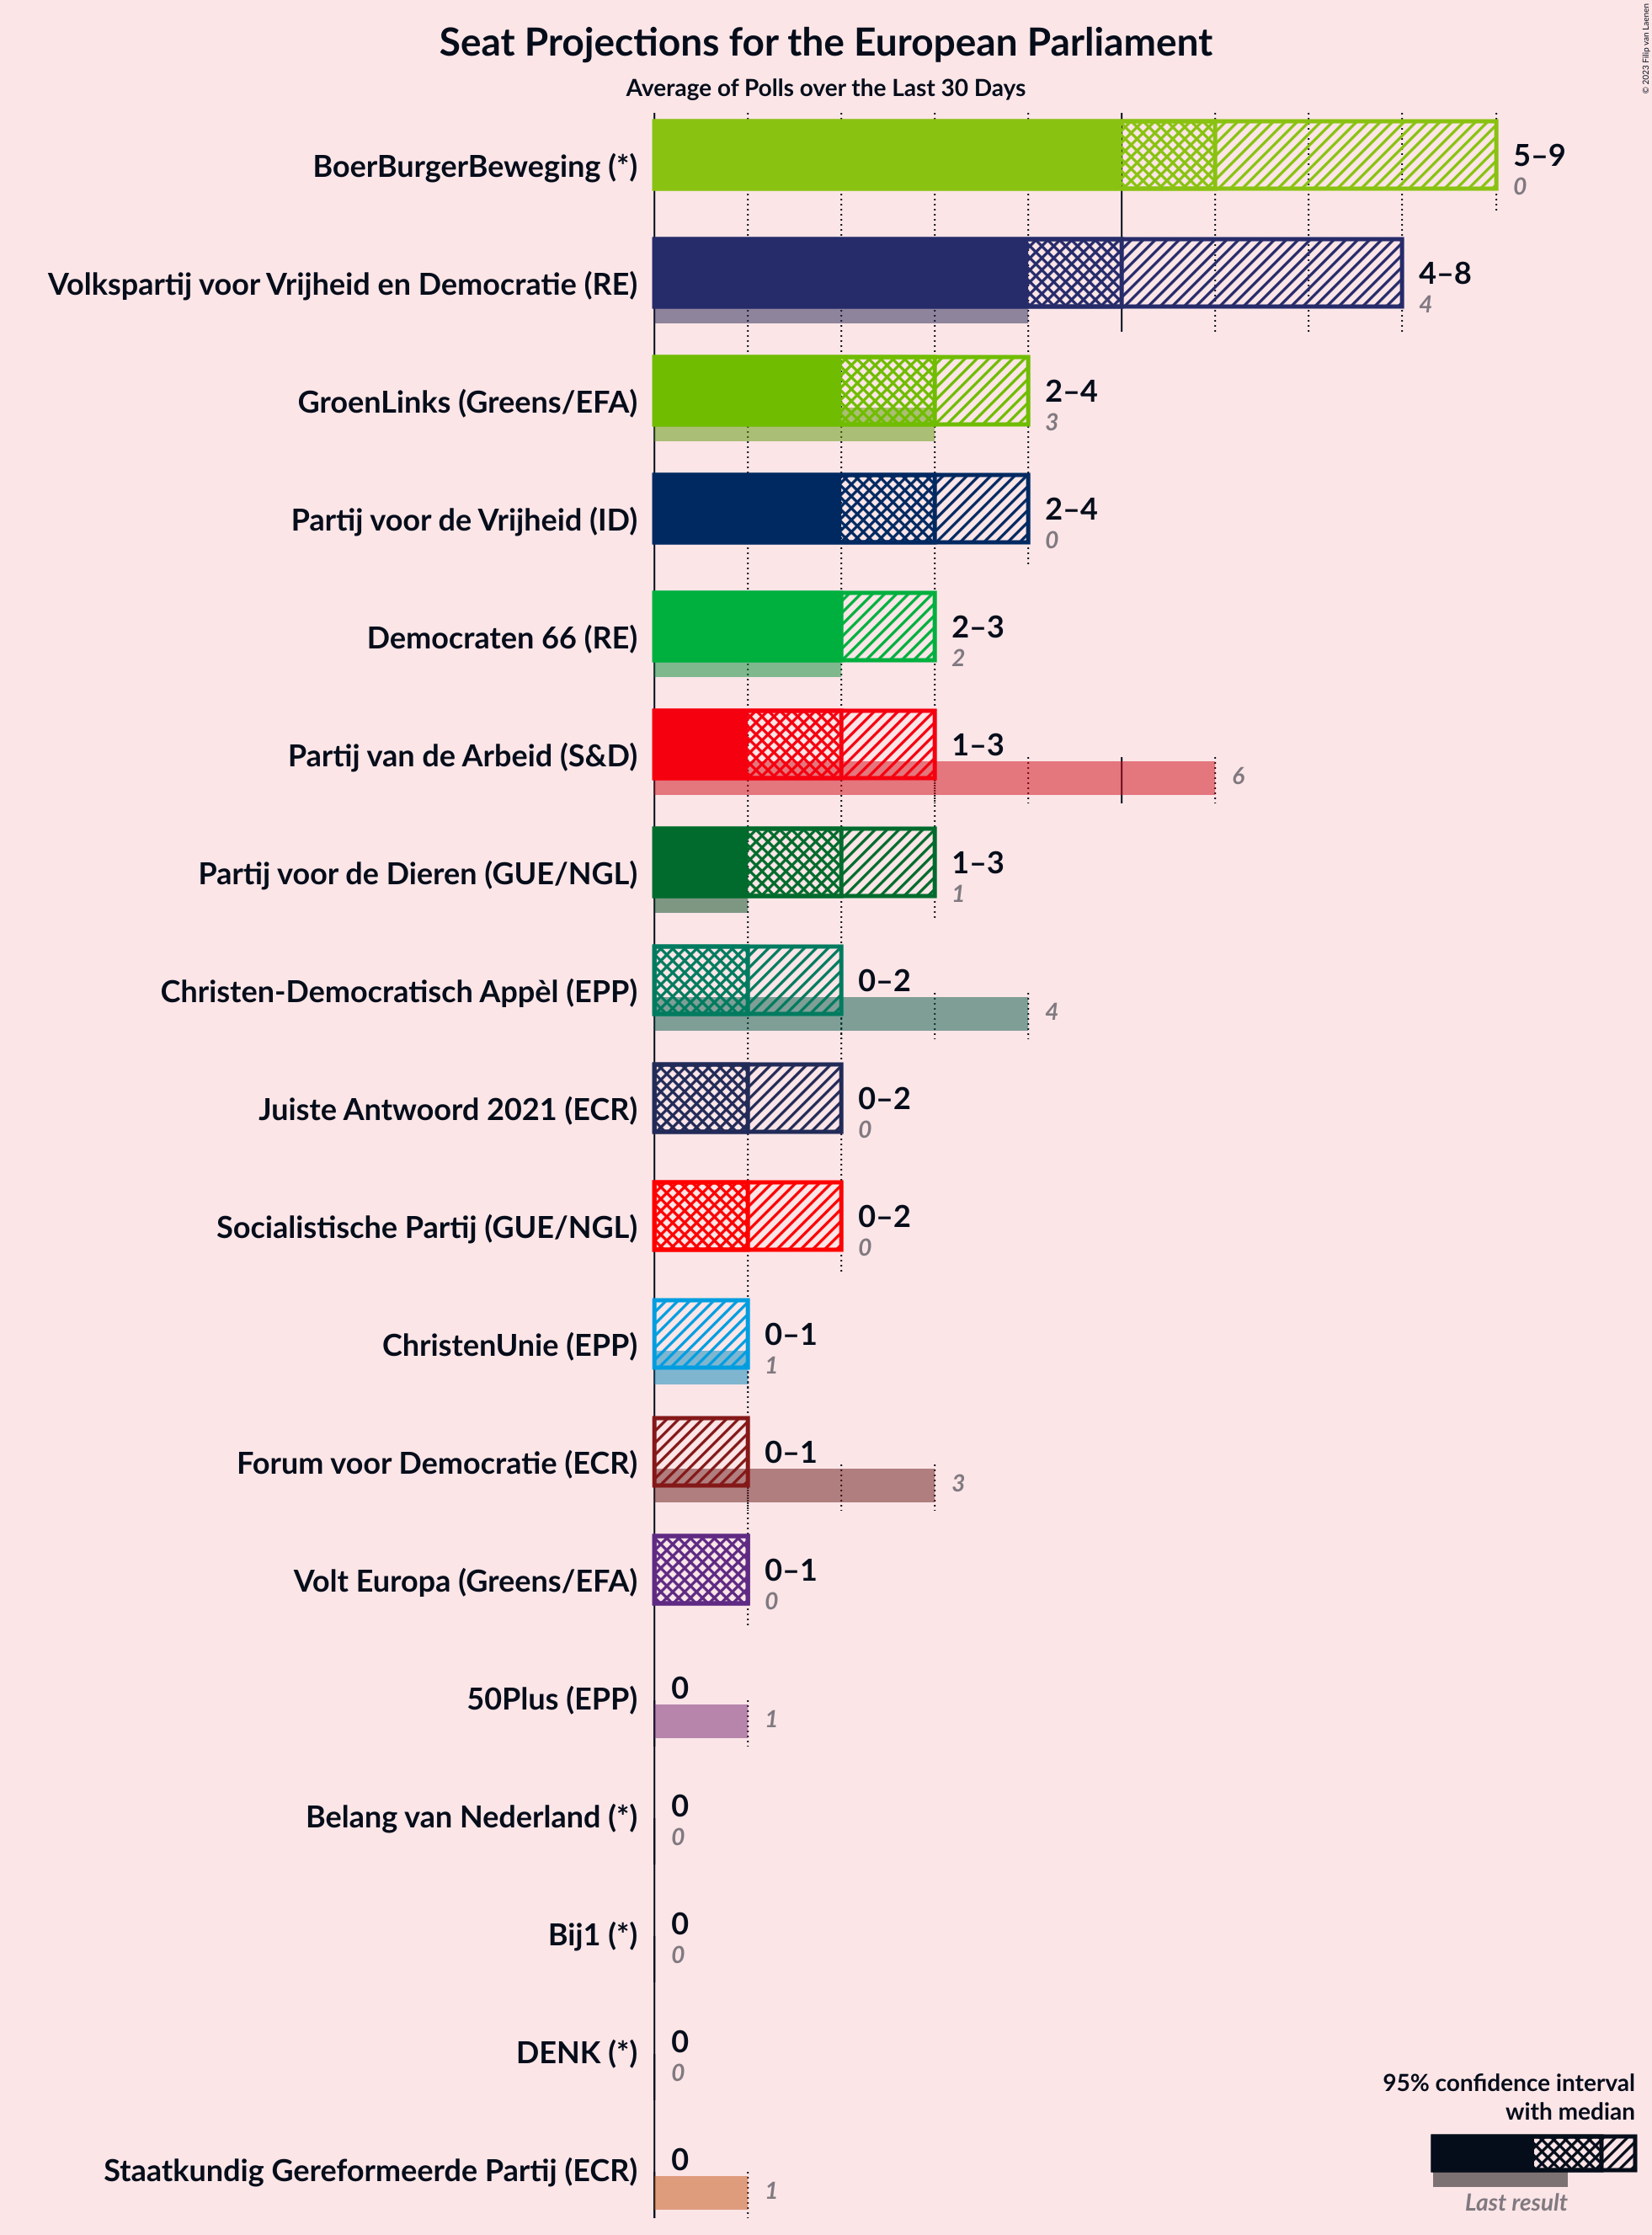 Seat Projections for the European Parliament
Average of Polls over the Last 30 Days
© 2023 Filip van Laenen
BoerBurgerBeweging (*)
5–9
0
Volkspartij voor Vrijheid en Democratie (RE)
4–8
4
GroenLinks (Greens/EFA)
2–4
3
Partij voor de Vrijheid (ID)
2–4
0
Democraten 66 (RE)
2–3
2
Partij van de Arbeid (S&D)
1–3
6
Partij voor de Dieren (GUE/NGL)
1–3
1
Christen-Democratisch Appèl (EPP)
0–2
4
Juiste Antwoord 2021 (ECR)
0–2
0
Socialistische Partij (GUE/NGL)
0–2
0
ChristenUnie (EPP)
0–1
1
Forum voor Democratie (ECR)
0–1
3
Volt Europa (Greens/EFA)
0–1
0
50Plus (EPP)
0
1
Belang van Nederland (*)
0
0
Bij1 (*)
0
0
DENK (*)
0
0
Staatkundig Gereformeerde Partij (ECR)
0
1
95% confidence interval
with median
Last result